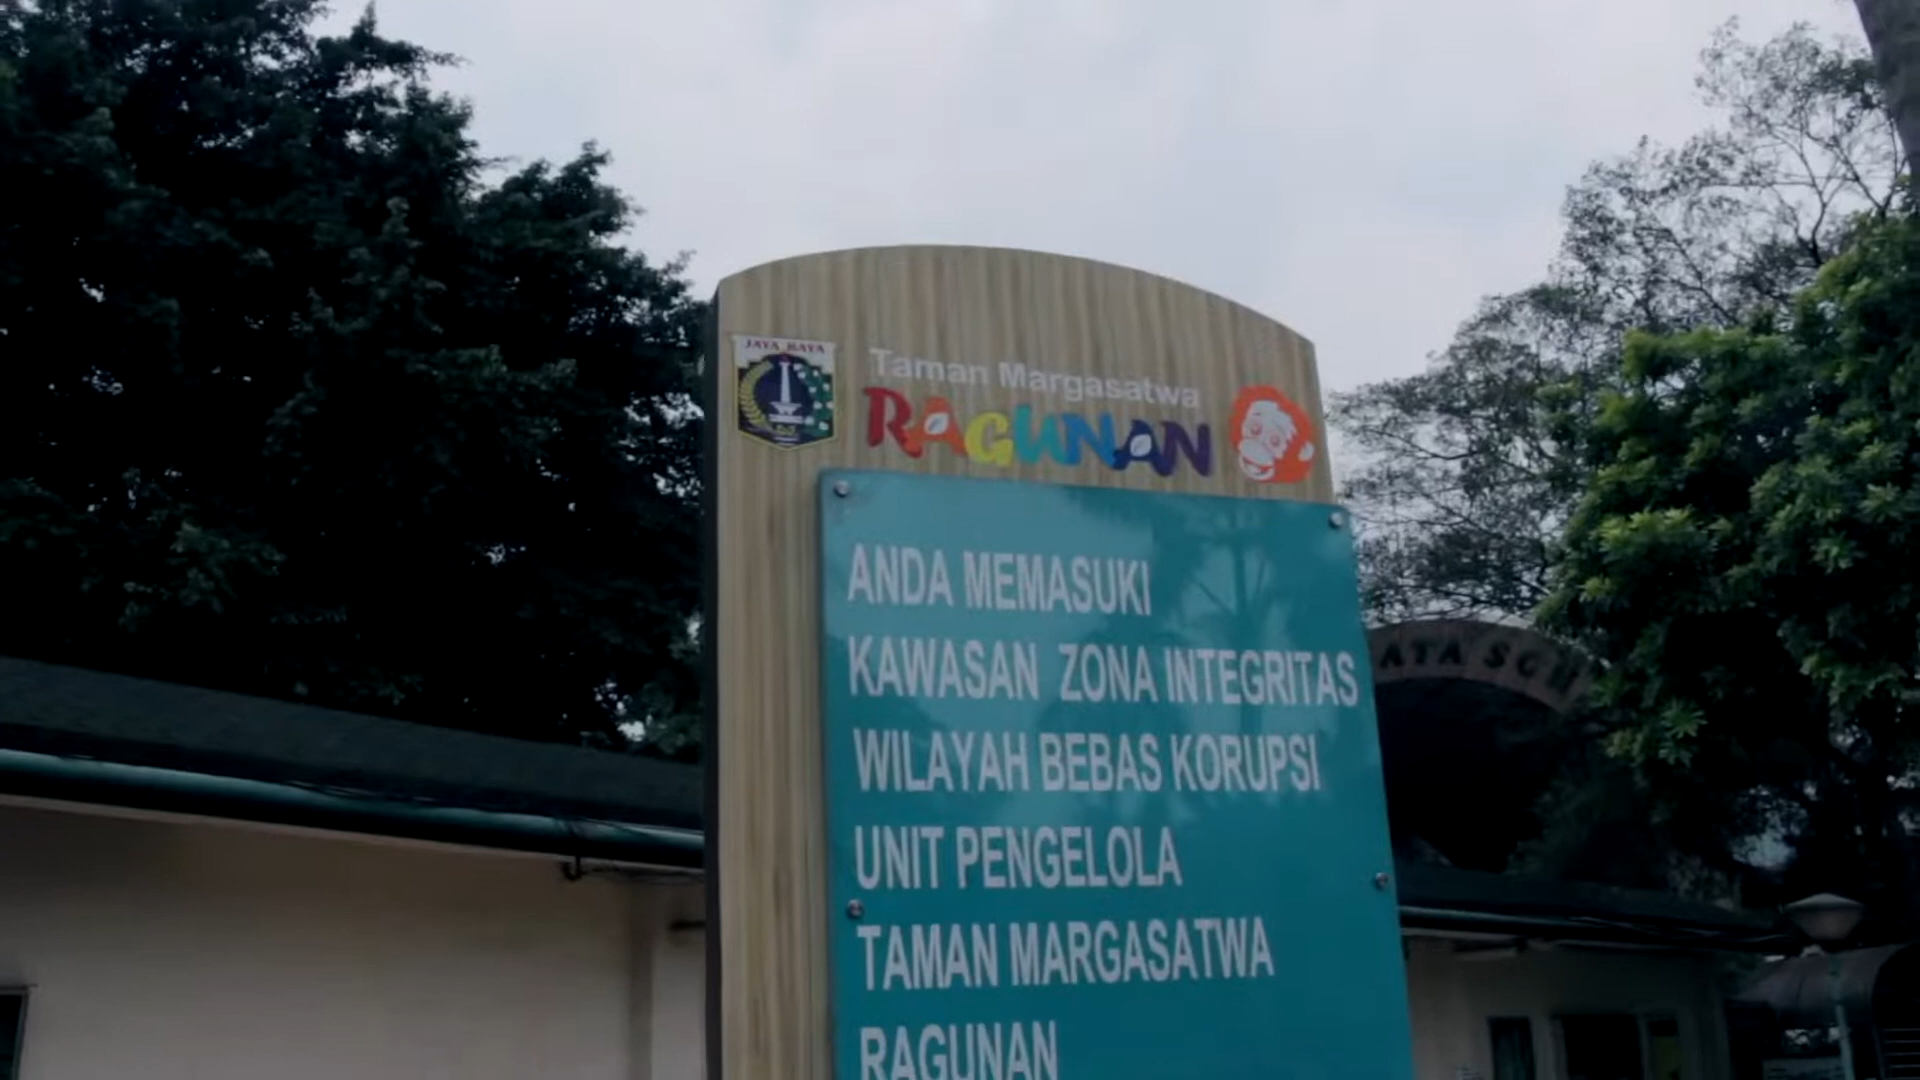 JAYA RAYA
Taman Margasatwa
RAGUNAN
ANDA MEMASUKI
KAWASAN ZONA INTEGRITAS
WILAYAH BEBAS KORUPSI
UNIT PENGELOLA
TAMAN MARGASATWA
RAGUNAN